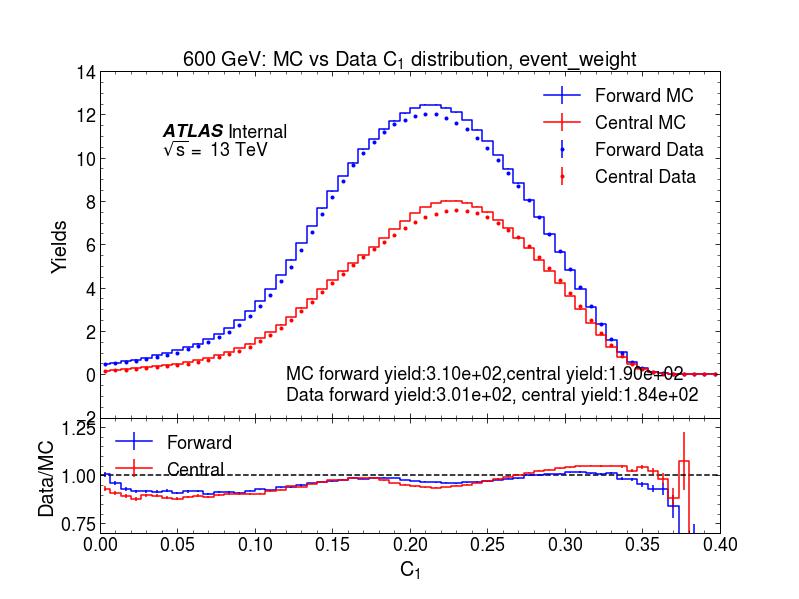 600 GeV: MC vs Data C₁ distribution, event_weight
14
12
10
8
6
4
2
0
−2
Yields
ATLAS Internal
√s = 13 TeV
Forward MC
Central MC
Forward Data
Central Data
MC forward yield:3.10e+02,central yield:1.90e+02
Data forward yield:3.01e+02, central yield:1.84e+02
1.25
1.00
0.75
Data/MC
Forward
Central
0.00 0.05 0.10 0.15 0.20 0.25 0.30 0.35 0.40
C₁